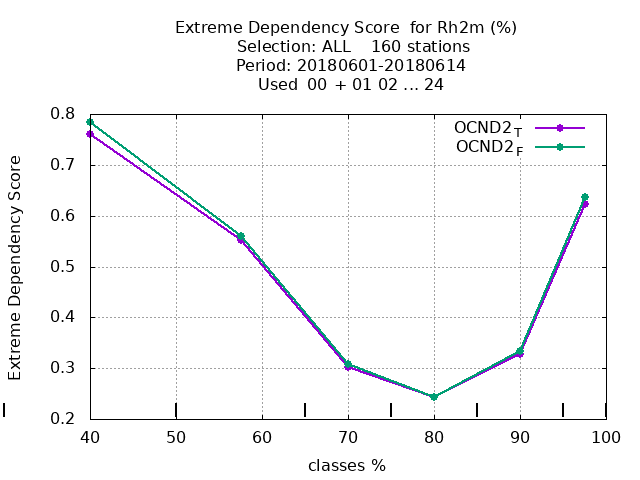 Extreme Dependency Score  for Rh2m (%)
Selection: ALL    160 stations
Period: 20180601-20180614
Used  00  + 01 02 ... 24
OCND2T
OCND2F
Extreme Dependency Score
0.8
0.7
0.6
0.5
0.4
0.3
0.2
40 50 60 70 80 90 100
classes %